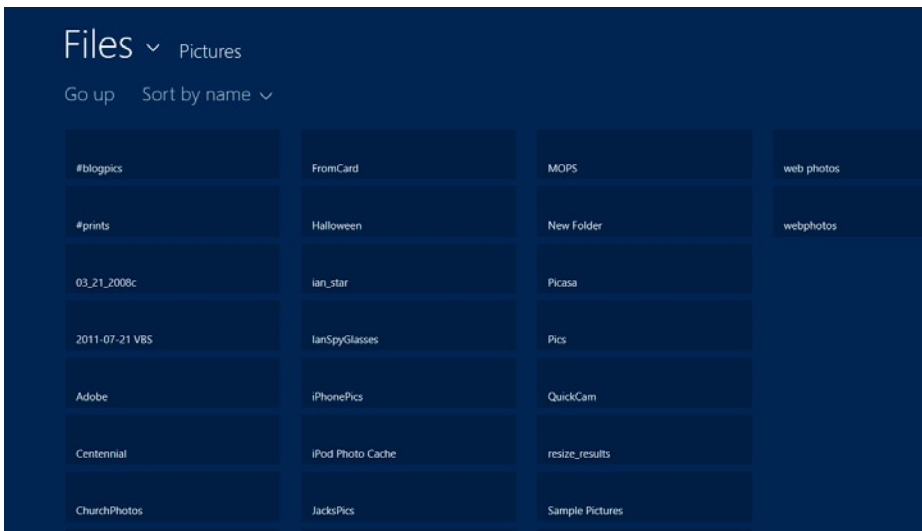 Files Pictures
Go up Sort by name
#blogpics
#prints
03_21_2008c
2011-07-21 VBS
Adobe
Centennial
ChurchPhotos
FromCard
Halloween
ian_star
IanSpyGlasses
iPhonePics
iPod Photo Cache
JacksPics
MOPS
New Folder
Picasa
Pics
QuickCam
resize_results
Sample Pictures
web photos
webphotos